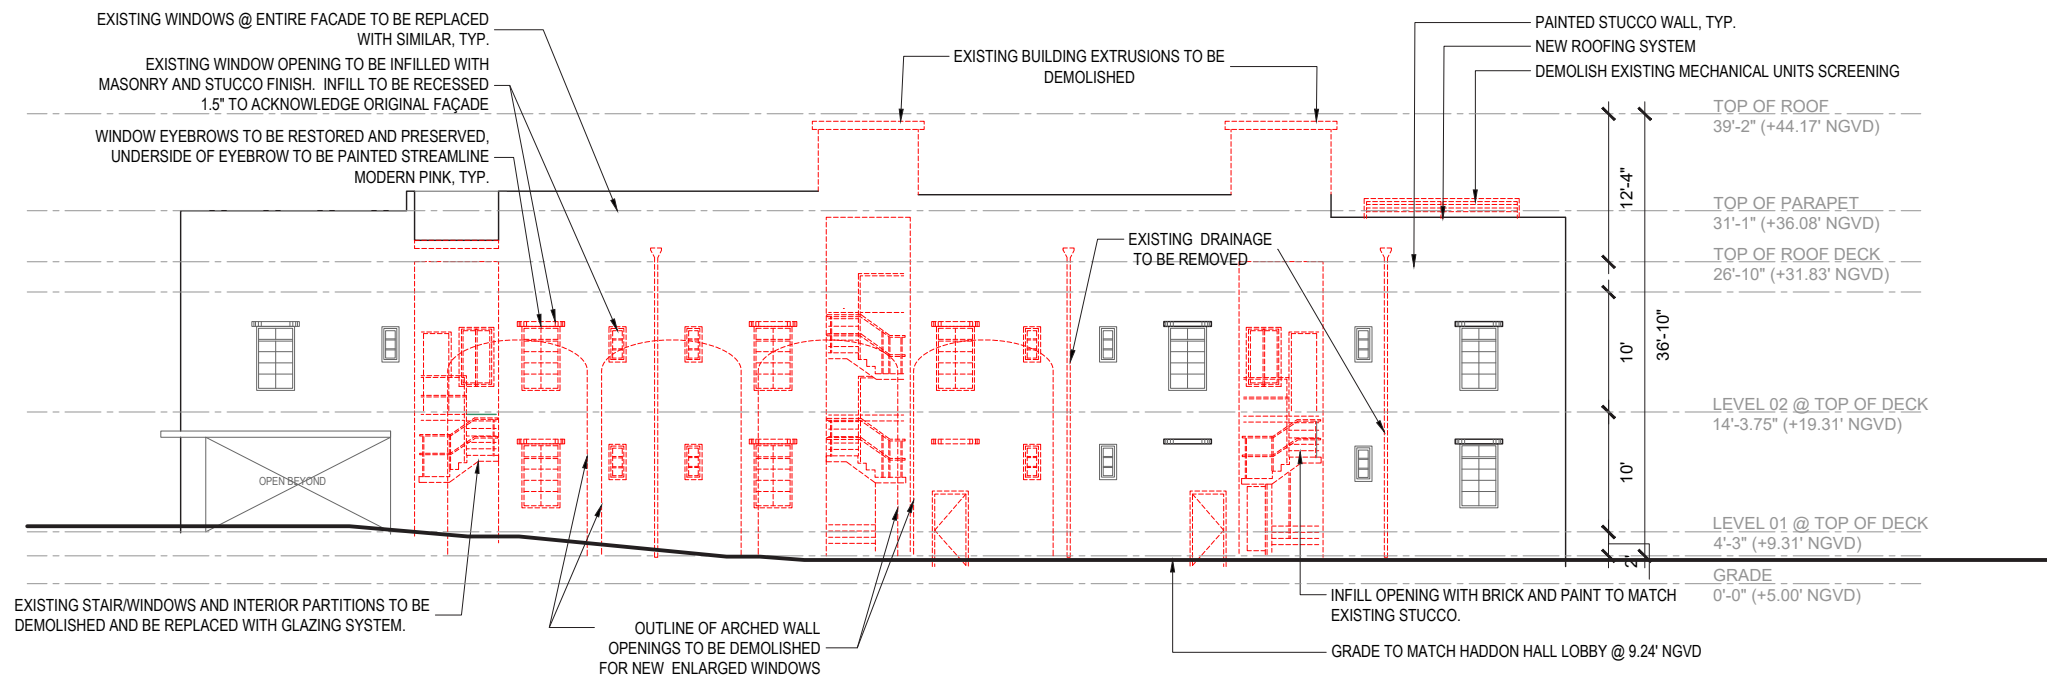 EXISTING WINDOWS @ ENTIRE FACADE TO BE REPLACED
WITH SIMILAR, TYP.
EXISTING WINDOW OPENING TO BE INFILLED WITH
MASONRY AND STUCCO FINISH. INFILL TO BE RECESSED
1.5" TO ACKNOWLEDGE ORIGINAL FAÇADE
WINDOW EYEBROWS TO BE RESTORED AND PRESERVED,
UNDERSIDE OF EYEBROW TO BE PAINTED STREAMLINE
MODERN PINK, TYP.
EXISTING BUILDING EXTRUSIONS TO BE
DEMOLISHED
PAINTED STUCCO WALL, TYP.
NEW ROOFING SYSTEM
DEMOLISH EXISTING MECHANICAL UNITS SCREENING
TOP OF ROOF
39'-2" (+44.17' NGVD)
12'-4"
TOP OF PARAPET
31'-1" (+36.08' NGVD)
EXISTING DRAINAGE
TO BE REMOVED
TOP OF ROOF DECK
26'-10" (+31.83' NGVD)
36'-10"
10'
LEVEL 02 @ TOP OF DECK
14'-3.75" (+19.31' NGVD)
10'
OPEN BEYOND
LEVEL 01 @ TOP OF DECK
4'-3" (+9.31' NGVD)
2'
GRADE
0'-0" (+5.00' NGVD)
EXISTING STAIR/WINDOWS AND INTERIOR PARTITIONS TO BE
DEMOLISHED AND BE REPLACED WITH GLAZING SYSTEM.
OUTLINE OF ARCHED WALL
OPENINGS TO BE DEMOLISHED
FOR NEW ENLARGED WINDOWS
INFILL OPENING WITH BRICK AND PAINT TO MATCH
EXISTING STUCCO.
GRADE TO MATCH HADDON HALL LOBBY @ 9.24' NGVD